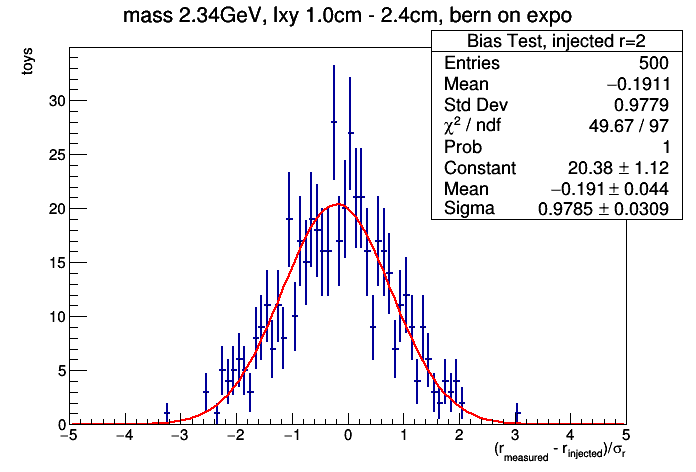 mass 2.34GeV, lxy 1.0cm - 2.4cm, bern on expo
Bias Test, injected r=2
Entries 500
Mean −0.1911
Std Dev 0.9779
χ² / ndf 49.67 / 97
Prob 1
Constant 20.38 ± 1.12
Mean −0.191 ± 0.044
Sigma 0.9785 ± 0.0309
toys
30
25
20
15
10
5
0
−5 −4 −3 −2 −1 0 1 2 3 4 5
(r_measured - r_injected)/σ_r